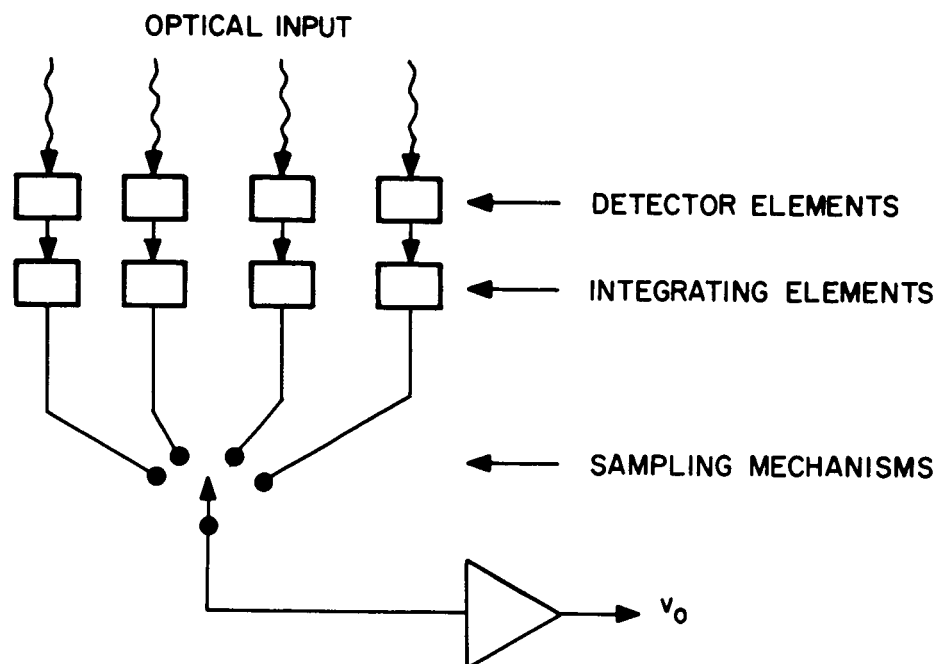 OPTICAL INPUT
DETECTOR ELEMENTS
INTEGRATING ELEMENTS
SAMPLING MECHANISMS
v₀